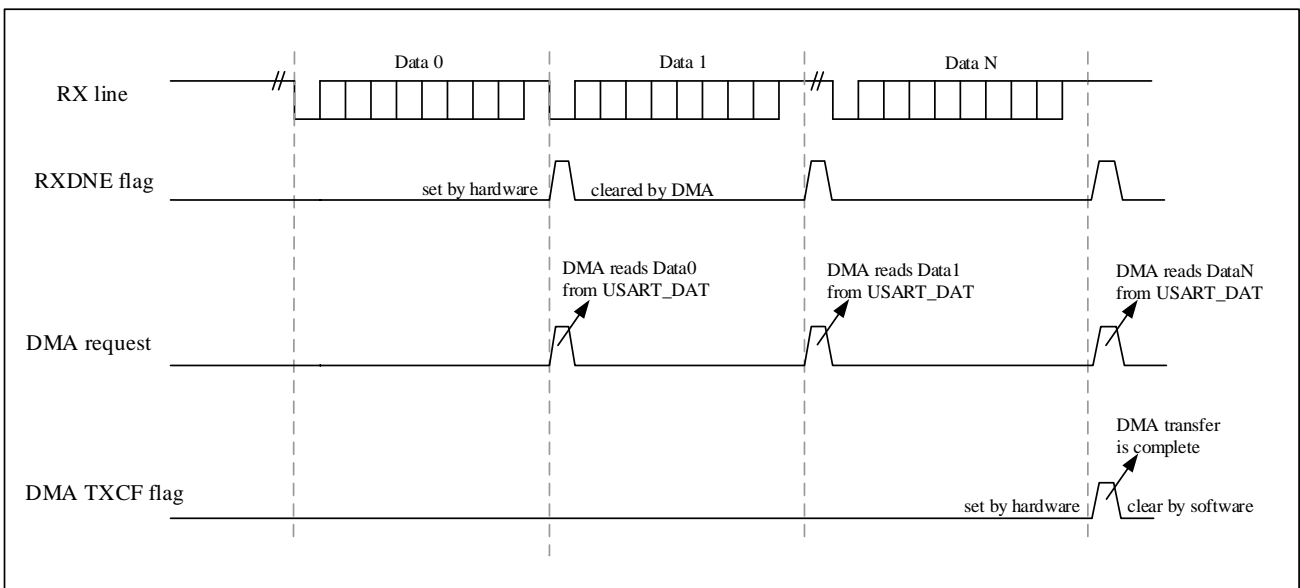 Data 0
Data 1
Data N
RX line
RXDNE flag
set by hardware
cleared by DMA
DMA reads Data0
from USART_DAT
DMA reads Data1
from USART_DAT
DMA reads DataN
from USART_DAT
DMA request
DMA transfer
is complete
DMA TXCF flag
set by hardware
clear by software